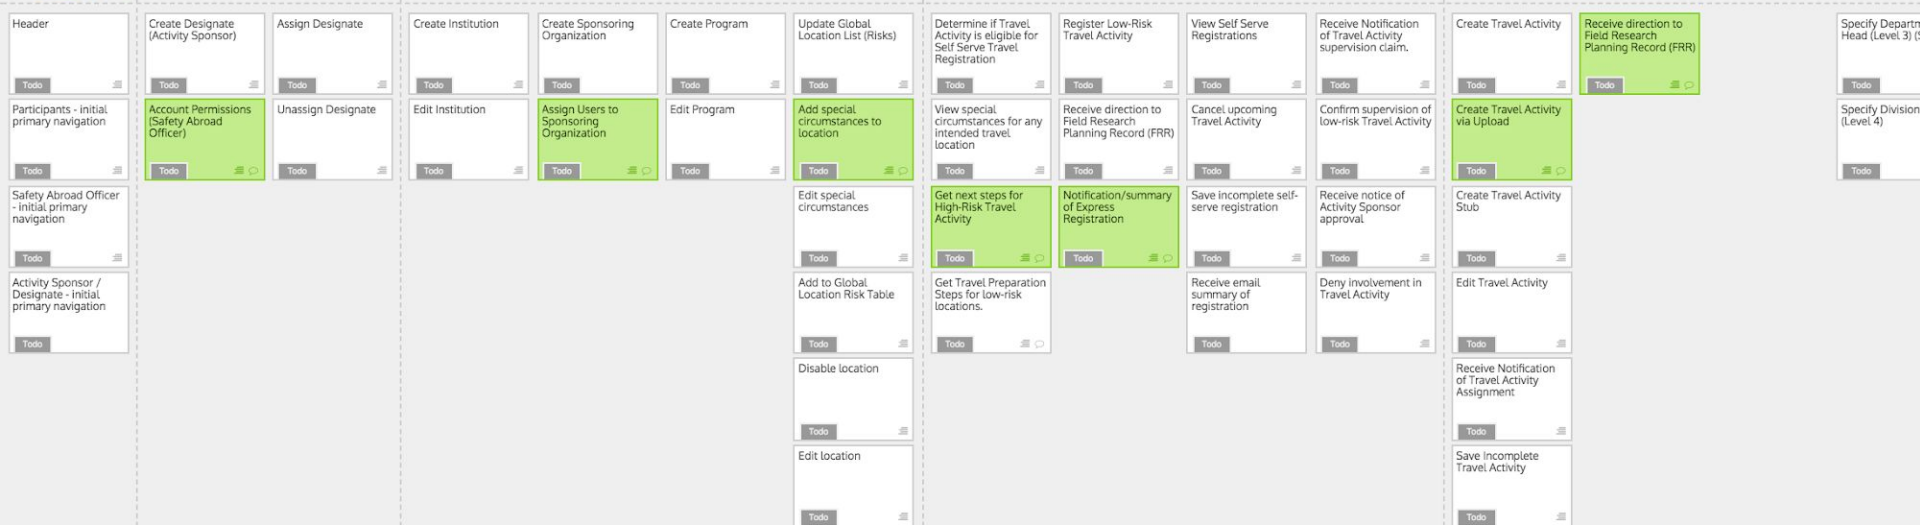 Header
Todo
Participants - initial
primary navigation
Todo
Safety Abroad Officer
- initial primary
navigation
Todo
Activity Sponsor /
Designate - initial
primary navigation
Todo
Create Designate
(Activity Sponsor)
Todo
Account Permissions
(Safety Abroad
Officer)
Todo
Assign Designate
Todo
Unassign Designate
Todo
Create Institution
Todo
Edit Institution
Todo
Create Sponsoring
Organization
Todo
Assign Users to
Sponsoring
Organization
Todo
Create Program
Todo
Edit Program
Todo
Update Global
Location List (Risks)
Todo
Add special
circumstances to
location
Todo
Edit special
circumstances
Todo
Add to Global
Location Risk Table
Todo
Disable location
Todo
Edit location
Todo
Determine if Travel
Activity is eligible for
Self Serve Travel
Registration
Todo
View special
circumstances for any
intended travel
location
Todo
Get next steps for
High-Risk Travel
Activity
Todo
Get Travel Preparation
Steps for low-risk
locations.
Todo
Register Low-Risk
Travel Activity
Todo
Receive direction to
Field Research
Planning Record (FRR)
Todo
Notification/summary
of Express
Registration
Todo
View Self Serve
Registrations
Todo
Cancel upcoming
Travel Activity
Todo
Save incomplete self-
serve registration
Todo
Receive email
summary of
registration
Todo
Receive Notification
of Travel Activity
supervision claim.
Todo
Confirm supervision of
low-risk Travel Activity
Todo
Receive notice of
Activity Sponsor
approval
Todo
Deny involvement in
Travel Activity
Todo
Create Travel Activity
Todo
Create Travel Activity
via Upload
Todo
Create Travel Activity
Stub
Todo
Edit Travel Activity
Todo
Receive Notification
of Travel Activity
Assignment
Todo
Save Incomplete
Travel Activity
Todo
Receive direction to
Field Research
Planning Record (FRR)
Todo
Specify Departm
Head (Level 3) (
Todo
Specify Division
(Level 4)
Todo